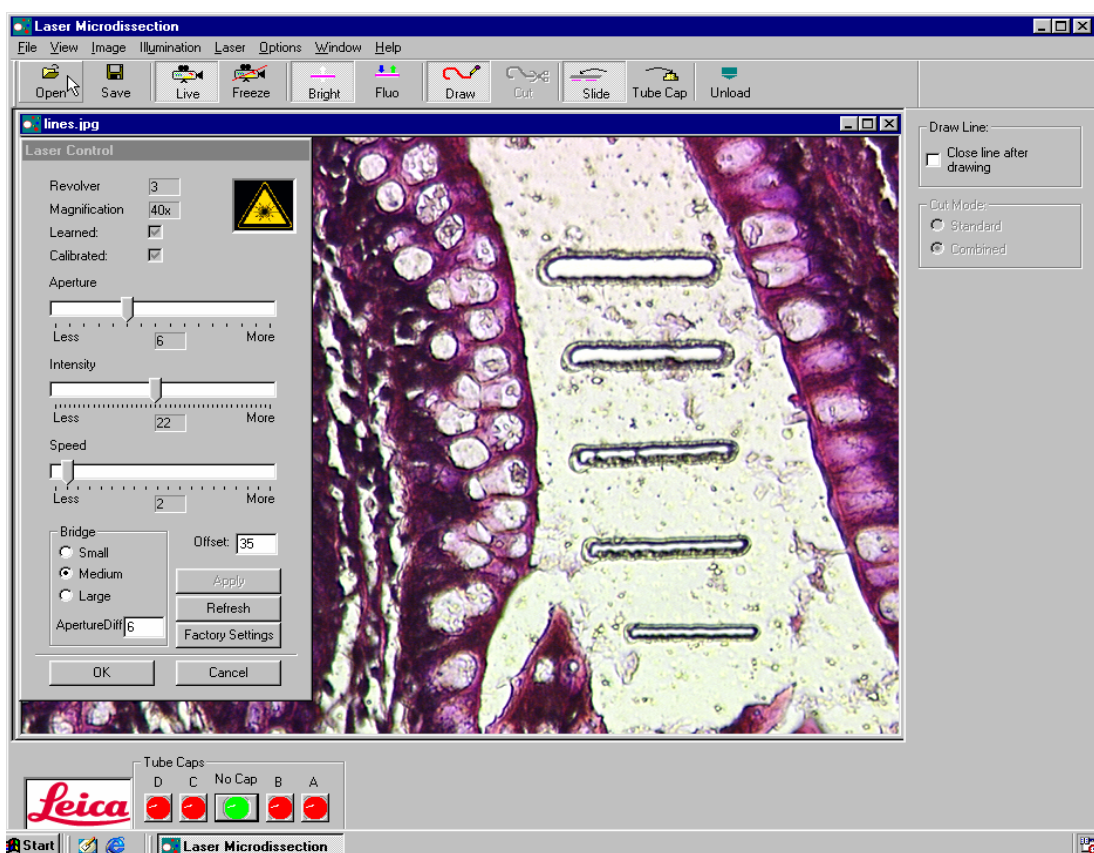 Laser Microdissection
File View Image Illumination Laser Options Window Help
Open Save Live Freeze Bright Fluo Draw Cut Slide Tube Cap Unload
lines.jpg
Laser Control
Revolver 3
Magnification 40x
Learned:
Calibrated:
Aperture
Less 6 More
Intensity
Less 22 More
Speed
Less 2 More
Bridge
Small
Medium
Large
ApertureDiff 6
Offset: 35
Apply
Refresh
Factory Settings
OK Cancel
Draw Line:
Close line after
drawing
Cut Mode:
Standard
Combined
Leica
Tube Caps
D C No Cap B A
Start Laser Microdissection